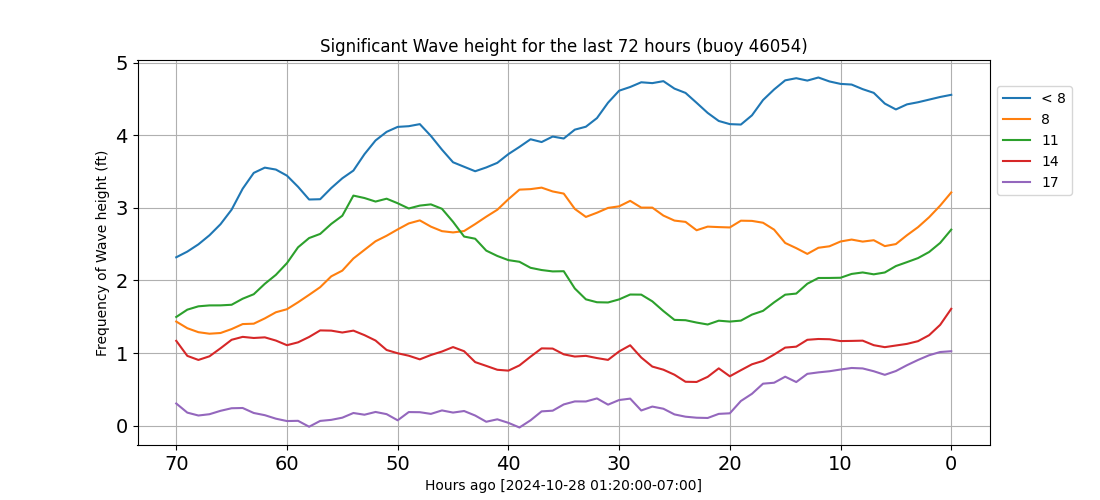 Significant Wave height for the last 72 hours (buoy 46054)
Frequency of Wave height (ft)
5
4
3
2
1
0
70 60 50 40 30 20 10 0
Hours ago [2024-10-28 01:20:00-07:00]
< 8
8
11
14
17